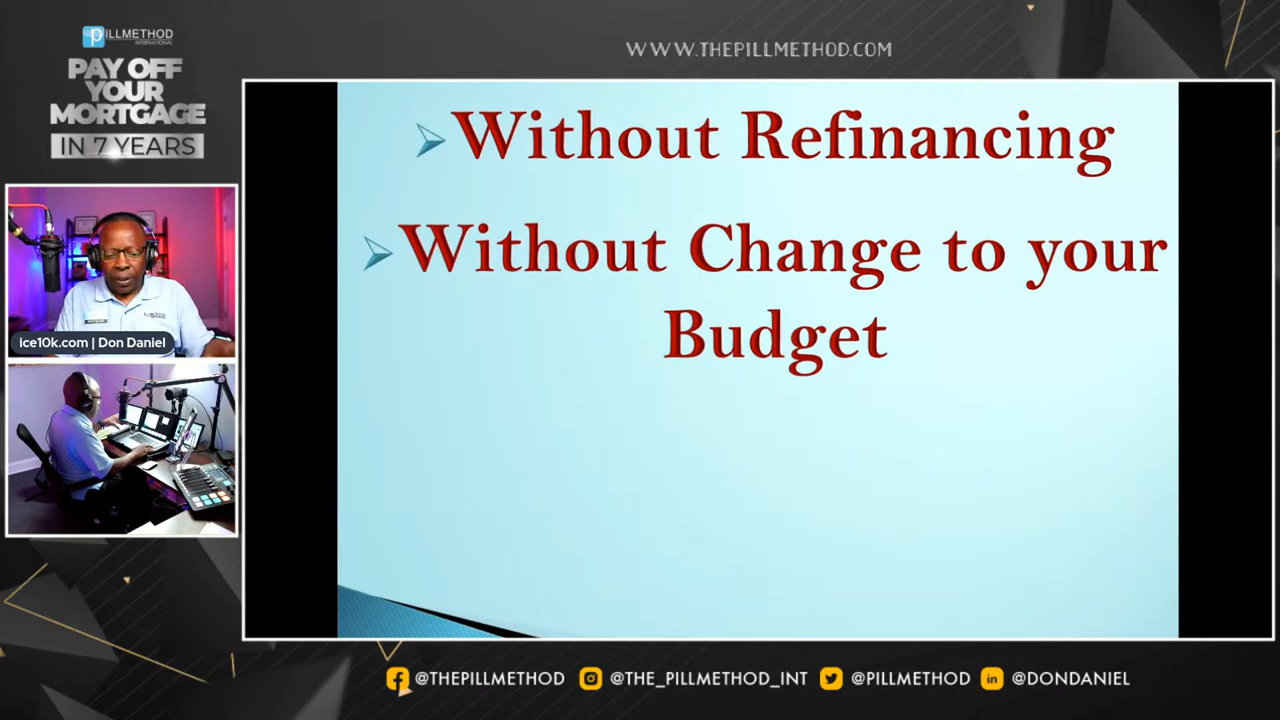 PILLMETHOD
INTERNATIONAL
PAY OFF
YOUR
MORTGAGE
IN 7 YEARS
WWW.THEPILLMETHOD.COM
Without Refinancing
Without Change to your
Budget
ice10k.com | Don Daniel
@THEPILLMETHOD @THE_PILLMETHOD_INT @PILLMETHOD @DONDANIEL